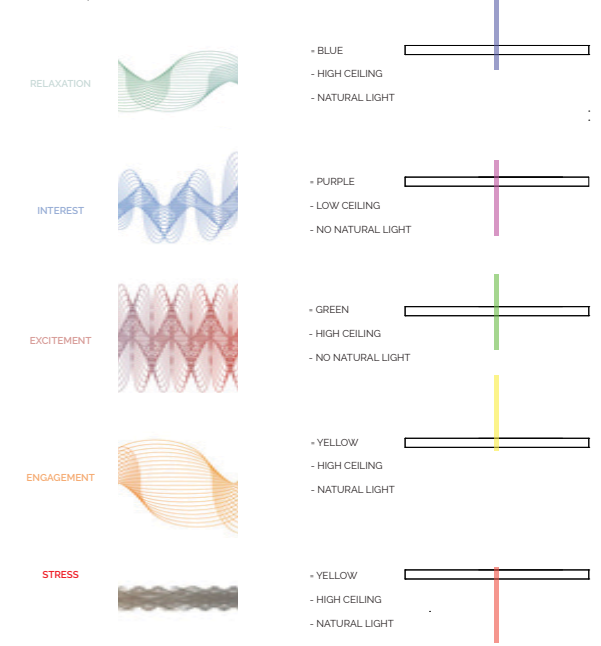 = BLUE
RELAXATION
- HIGH CEILING
- NATURAL LIGHT
= PURPLE
INTEREST
- LOW CEILING
- NO NATURAL LIGHT
= GREEN
EXCITEMENT
- HIGH CEILING
- NO NATURAL LIGHT
= YELLOW
- HIGH CEILING
ENGAGEMENT
- NATURAL LIGHT
STRESS
= YELLOW
- HIGH CEILING
- NATURAL LIGHT